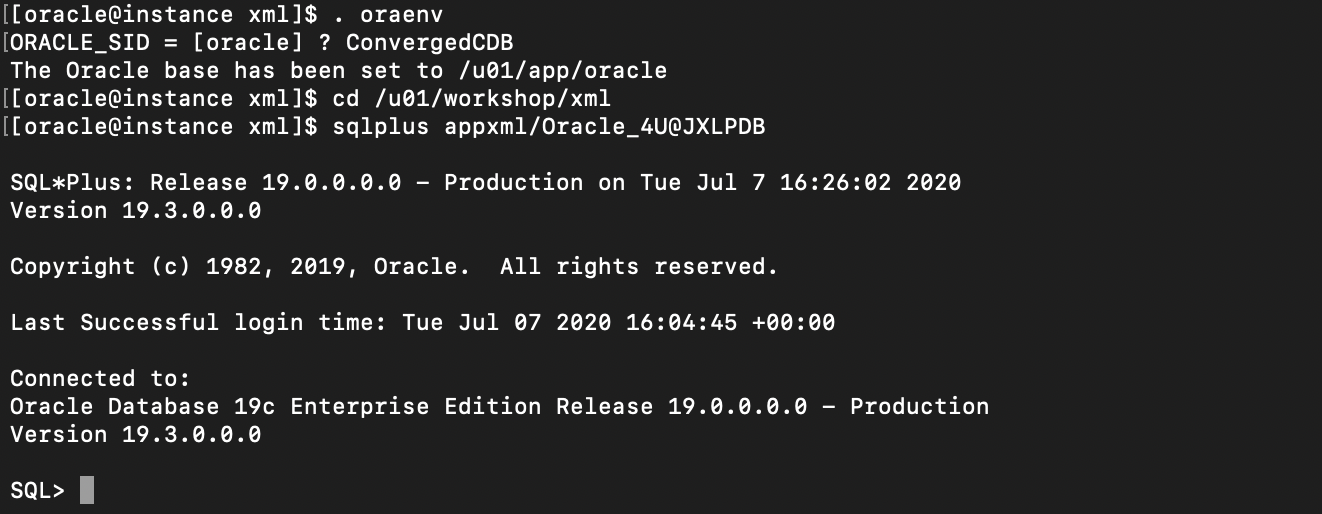 [[oracle@instance xml]$ . oraenv
[ORACLE_SID = [oracle] ? ConvergedCDB
The Oracle base has been set to /u01/app/oracle
[[oracle@instance xml]$ cd /u01/workshop/xml
[[oracle@instance xml]$ sqlplus appxml/Oracle_4U@JXLPDB
SQL*Plus: Release 19.0.0.0.0 – Production on Tue Jul 7 16:26:02 2020
Version 19.3.0.0.0
Copyright (c) 1982, 2019, Oracle.  All rights reserved.
Last Successful login time: Tue Jul 07 2020 16:04:45 +00:00
Connected to:
Oracle Database 19c Enterprise Edition Release 19.0.0.0.0 – Production
Version 19.3.0.0.0
SQL>